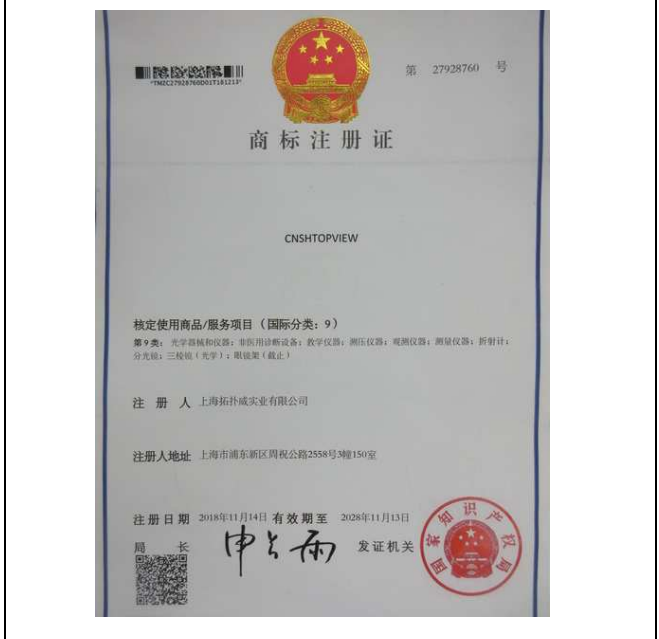 *TMZC27928760D01T181213*
第 27928760 号
商标注册证
CNSHTOPVIEW
核定使用商品/服务项目（国际分类：9）
第9类：光学器械和仪器；非医用诊断设备；教学仪器；测压仪器；观测仪器；测量仪器；折射计；
分光镜；三棱镜（光学）；眼镜架（截止）
注 册 人 上海拓扑威实业有限公司
注册人地址 上海市浦东新区周祝公路2558号3幢150室
注册日期 2018年11月14日 有效期至 2028年11月13日
局 长 申长雨 发证机关
国家知识产权局